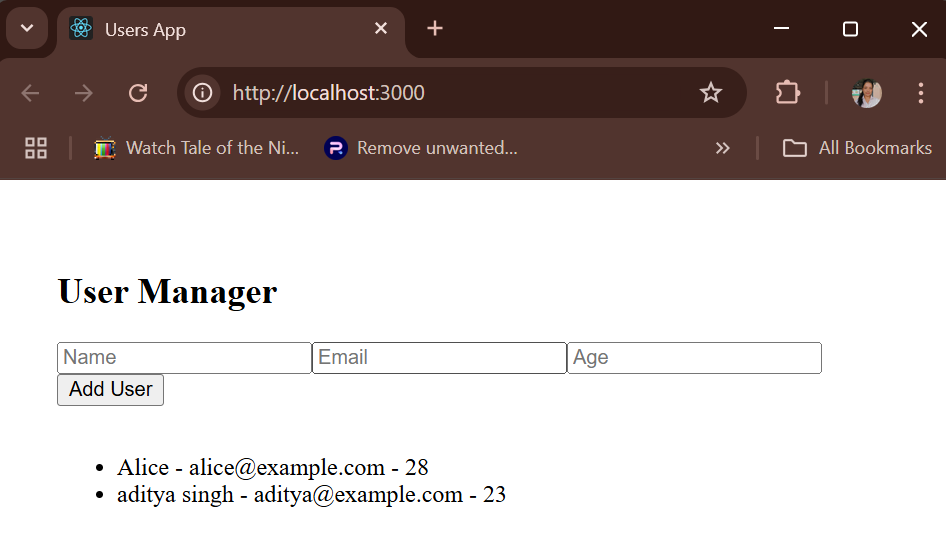 Users App
http://localhost:3000
Watch Tale of the Ni...
Remove unwanted...
All Bookmarks
User Manager
Name Email Age
Add User
• Alice - alice@example.com - 28
• aditya singh - aditya@example.com - 23